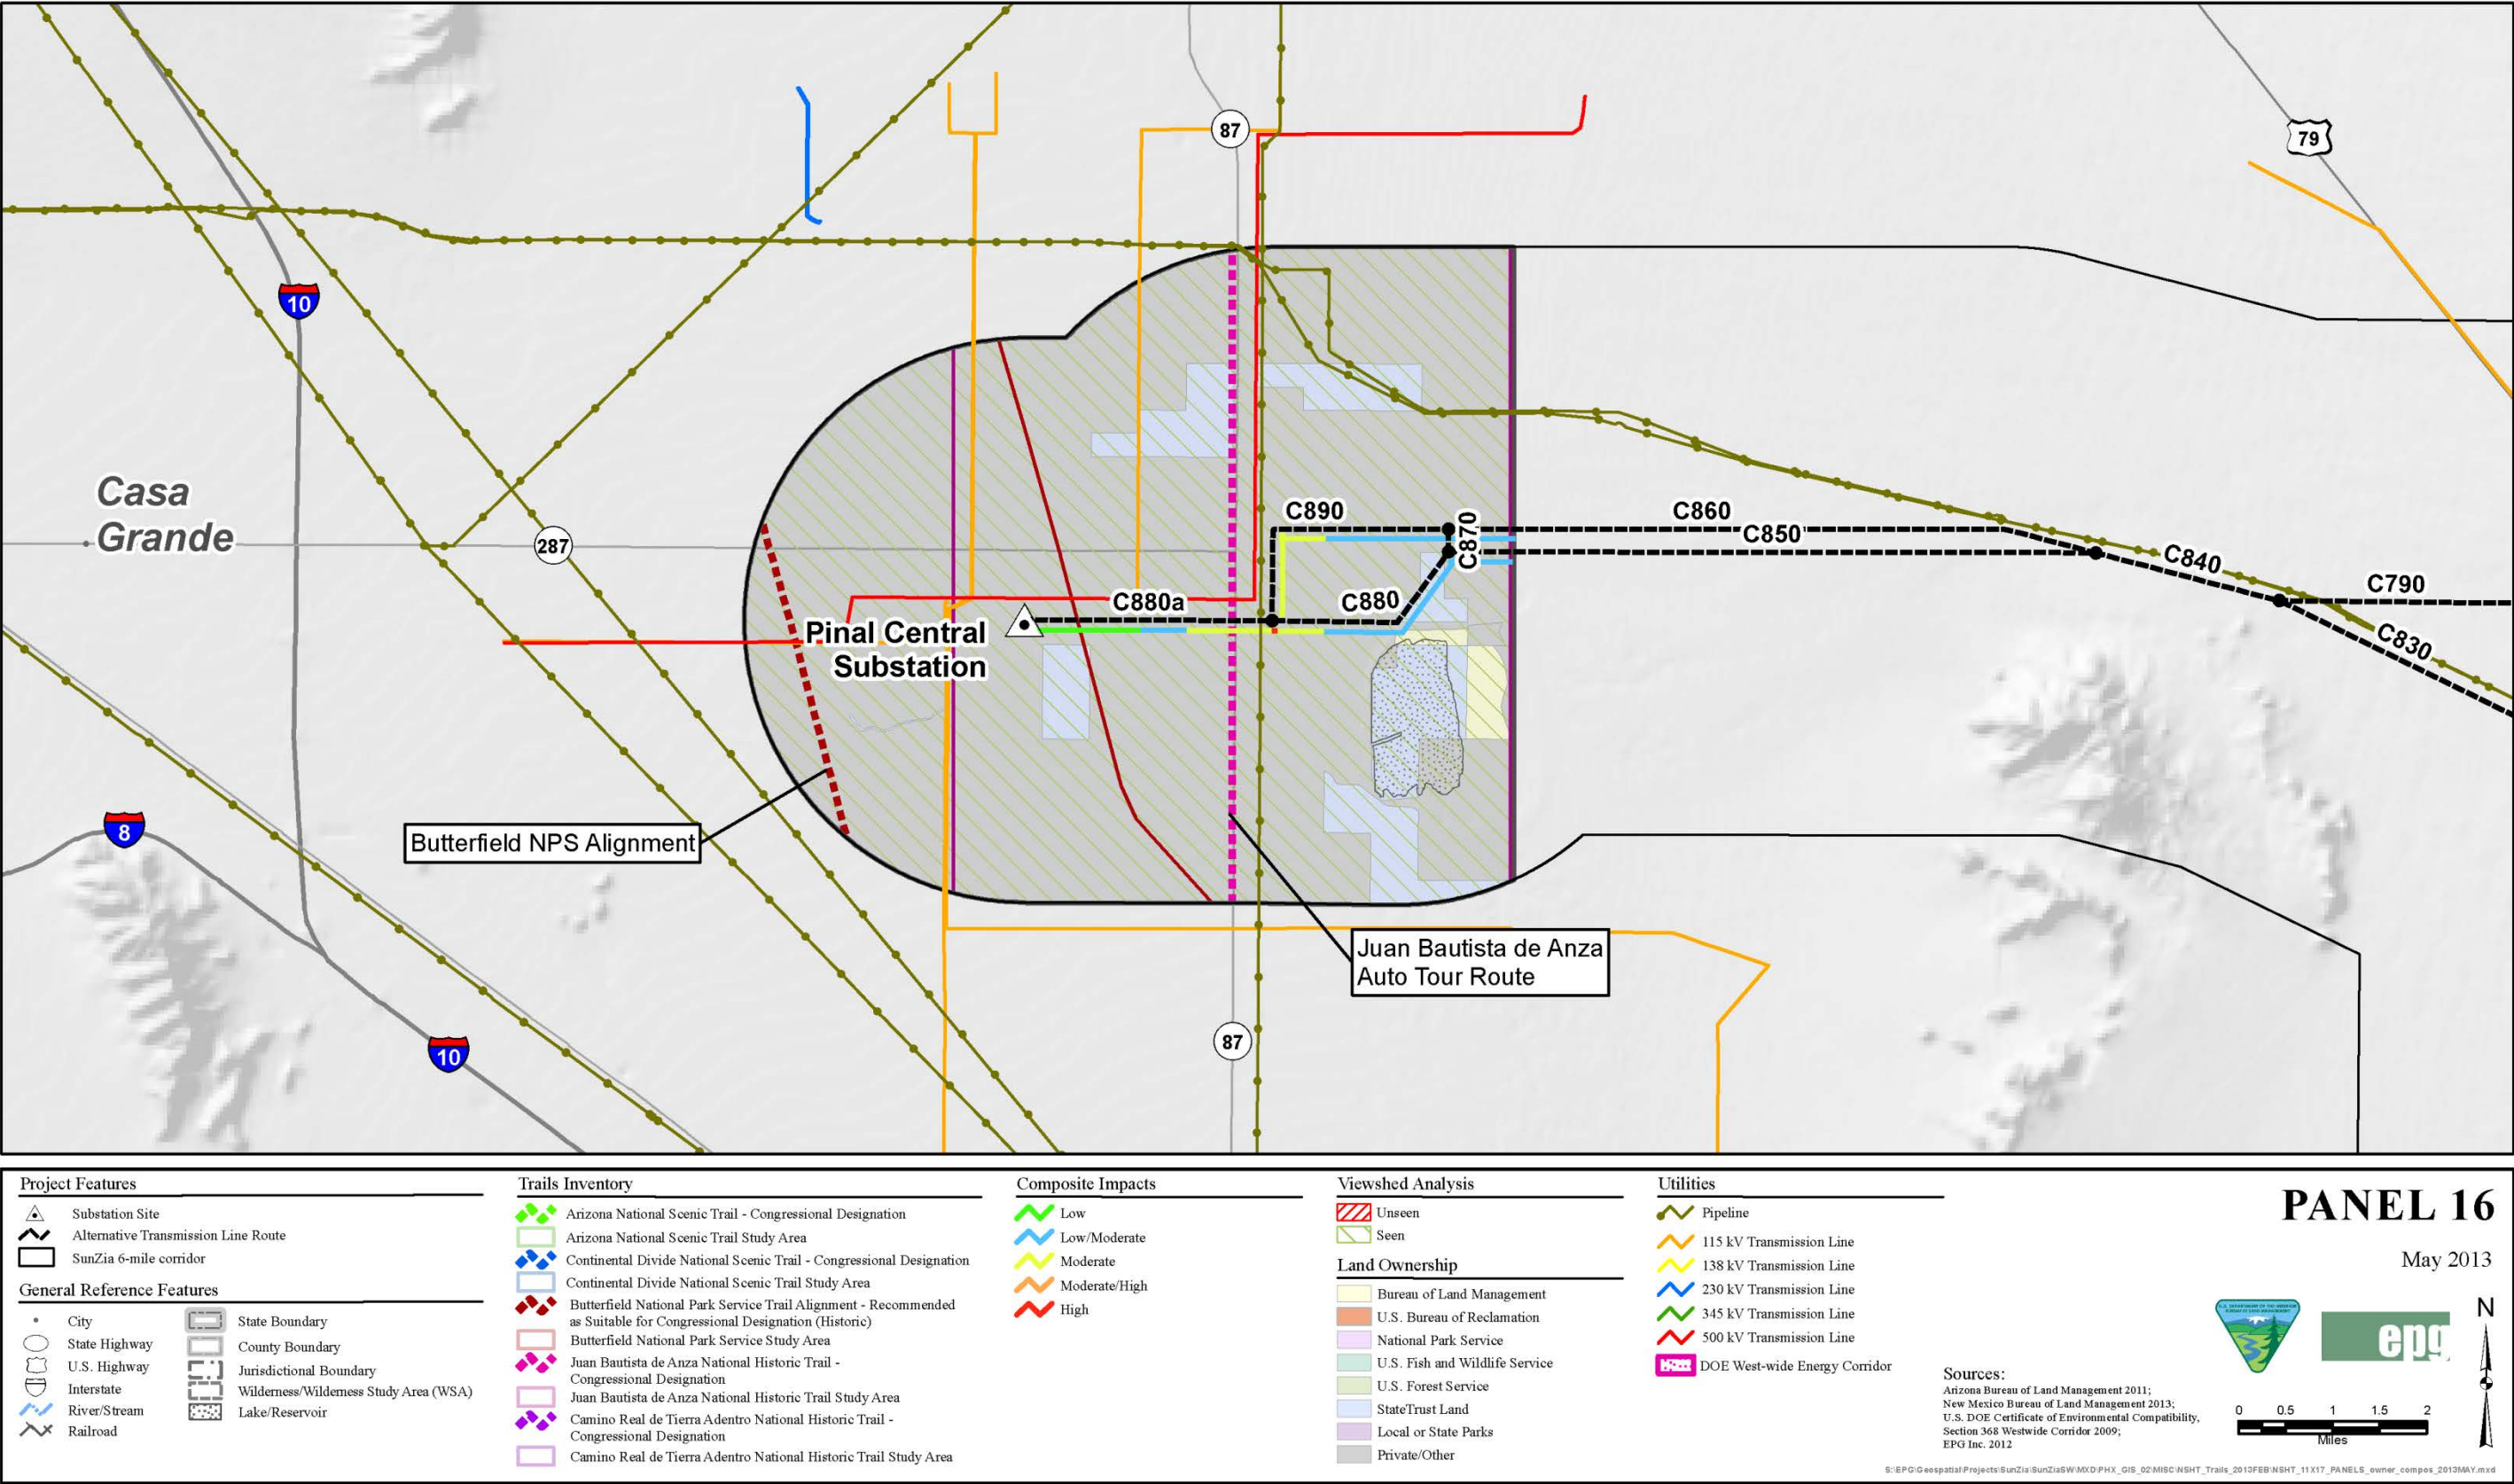 87
79
10
Casa
Grande
287
C890
C870
C860
C850
C840
C790
C830
C880a
C880
Pinal Central
Substation
Butterfield NPS Alignment
8
10
Juan Bautista de Anza
Auto Tour Route
87
Project Features
Substation Site
Alternative Transmission Line Route
SunZia 6-mile corridor
General Reference Features
City
State Highway
U.S. Highway
Interstate
River/Stream
Railroad
State Boundary
County Boundary
Jurisdictional Boundary
Wilderness/Wilderness Study Area (WSA)
Lake/Reservoir
Trails Inventory
Arizona National Scenic Trail - Congressional Designation
Arizona National Scenic Trail Study Area
Continental Divide National Scenic Trail - Congressional Designation
Continental Divide National Scenic Trail Study Area
Butterfield National Park Service Trail Alignment - Recommended
as Suitable for Congressional Designation (Historic)
Butterfield National Park Service Study Area
Juan Bautista de Anza National Historic Trail -
Congressional Designation
Juan Bautista de Anza National Historic Trail Study Area
Camino Real de Tierra Adentro National Historic Trail -
Congressional Designation
Camino Real de Tierra Adentro National Historic Trail Study Area
Composite Impacts
Low
Low/Moderate
Moderate
Moderate/High
High
Viewshed Analysis
Unseen
Seen
Land Ownership
Bureau of Land Management
U.S. Bureau of Reclamation
National Park Service
U.S. Fish and Wildlife Service
U.S. Forest Service
StateTrust Land
Local or State Parks
Private/Other
Utilities
Pipeline
115 kV Transmission Line
138 kV Transmission Line
230 kV Transmission Line
345 kV Transmission Line
500 kV Transmission Line
DOE West-wide Energy Corridor
PANEL 16
May 2013
epg
N
Sources:
Arizona Bureau of Land Management 2011;
New Mexico Bureau of Land Management 2013;
U.S. DOE Certificate of Environmental Compatibility,
Section 368 Westwide Corridor 2009;
EPG Inc. 2012
0 0.5 1 1.5 2
Miles
S:\EPG\Geospatial\Projects\SunZia\SunZiaSW\MXD\PHX_GIS_02\MISC\NSHT_Trails_2013FEB\NSHT_11X17_PANELS_owner_compos_2013MAY.mxd